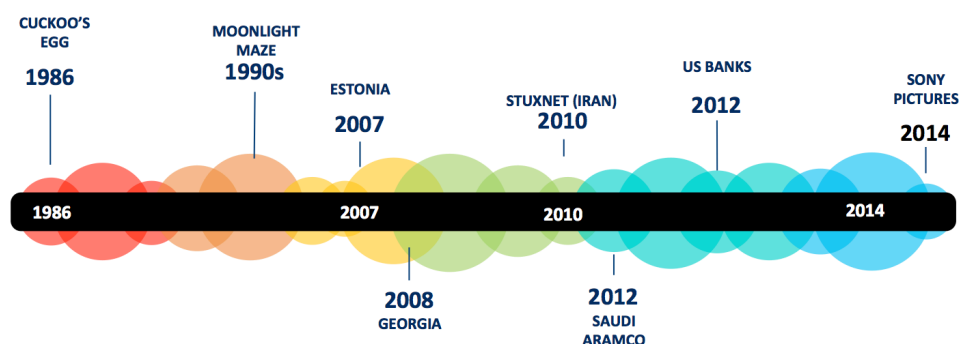 CUCKOO'S
EGG
1986
MOONLIGHT
MAZE
1990s
ESTONIA
2007
STUXNET (IRAN)
2010
US BANKS
2012
SONY
PICTURES
2014
1986
2007
2010
2014
2008
GEORGIA
2012
SAUDI
ARAMCO